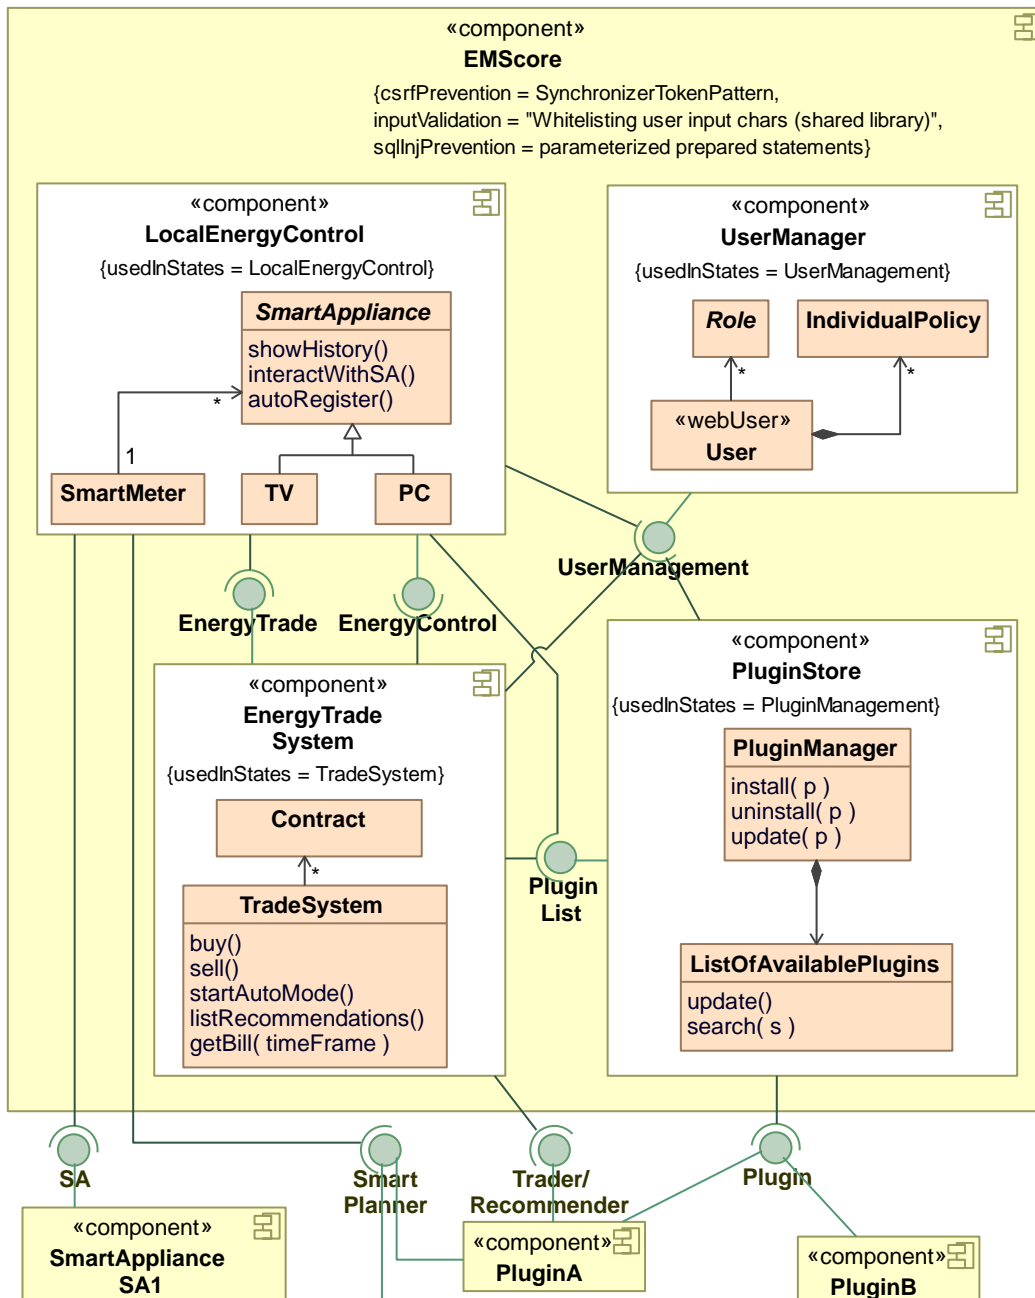 «component»
EMScore
{csrfPrevention = SynchronizerTokenPattern,
inputValidation = "Whitelisting user input chars (shared library)",
sqlInjPrevention = parameterized prepared statements}
«component»
LocalEnergyControl
{usedInStates = LocalEnergyControl}
SmartAppliance
showHistory()
interactWithSA()
autoRegister()
*
1
SmartMeter
TV
PC
«component»
UserManager
{usedInStates = UserManagement}
Role
IndividualPolicy
*
*
«webUser»
User
UserManagement
EnergyTrade
EnergyControl
«component»
EnergyTrade
System
{usedInStates = TradeSystem}
Contract
*
TradeSystem
buy()
sell()
startAutoMode()
listRecommendations()
getBill( timeFrame )
«component»
PluginStore
{usedInStates = PluginManagement}
PluginManager
install( p )
uninstall( p )
update( p )
Plugin
List
ListOfAvailablePlugins
update()
search( s )
SA
Smart
Planner
Trader/
Recommender
Plugin
«component»
SmartAppliance
SA1
«component»
PluginA
«component»
PluginB